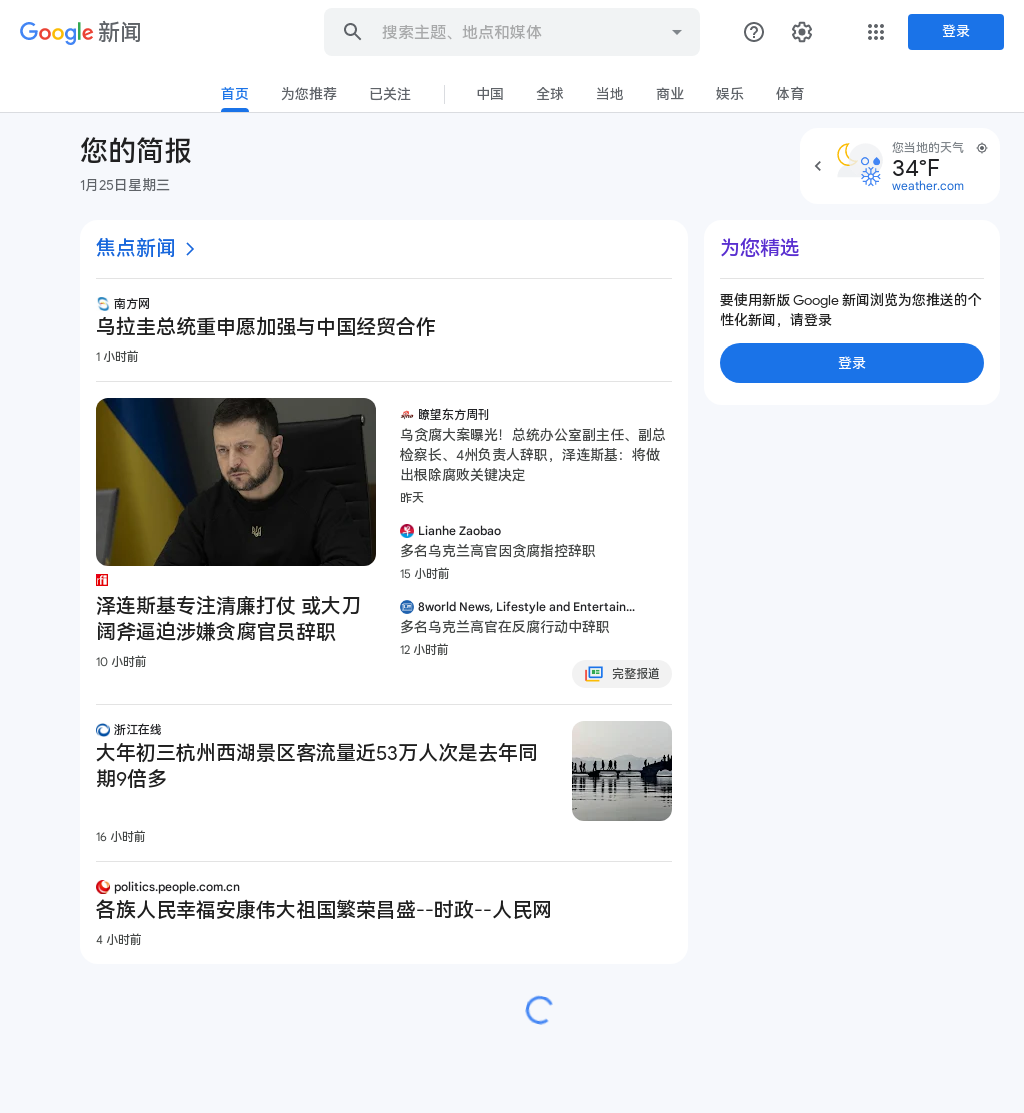 Google 新闻
搜索主题、地点和媒体
登录
首页
为您推荐
已关注
中国
全球
当地
商业
娱乐
体育
您的简报
1月25日星期三
您当地的天气
34°F
weather.com
焦点新闻
南方网
乌拉圭总统重申愿加强与中国经贸合作
1 小时前
泽连斯基专注清廉打仗 或大刀
阔斧逼迫涉嫌贪腐官员辞职
10 小时前
瞭望东方周刊
乌贪腐大案曝光！总统办公室副主任、副总
检察长、4州负责人辞职，泽连斯基：将做
出根除腐败关键决定
昨天
Lianhe Zaobao
多名乌克兰高官因贪腐指控辞职
15 小时前
8world News, Lifestyle and Entertain...
多名乌克兰高官在反腐行动中辞职
12 小时前
完整报道
浙江在线
大年初三杭州西湖景区客流量近53万人次是去年同
期9倍多
16 小时前
politics.people.com.cn
各族人民幸福安康伟大祖国繁荣昌盛--时政--人民网
4 小时前
为您精选
要使用新版 Google 新闻浏览为您推送的个
性化新闻，请登录
登录